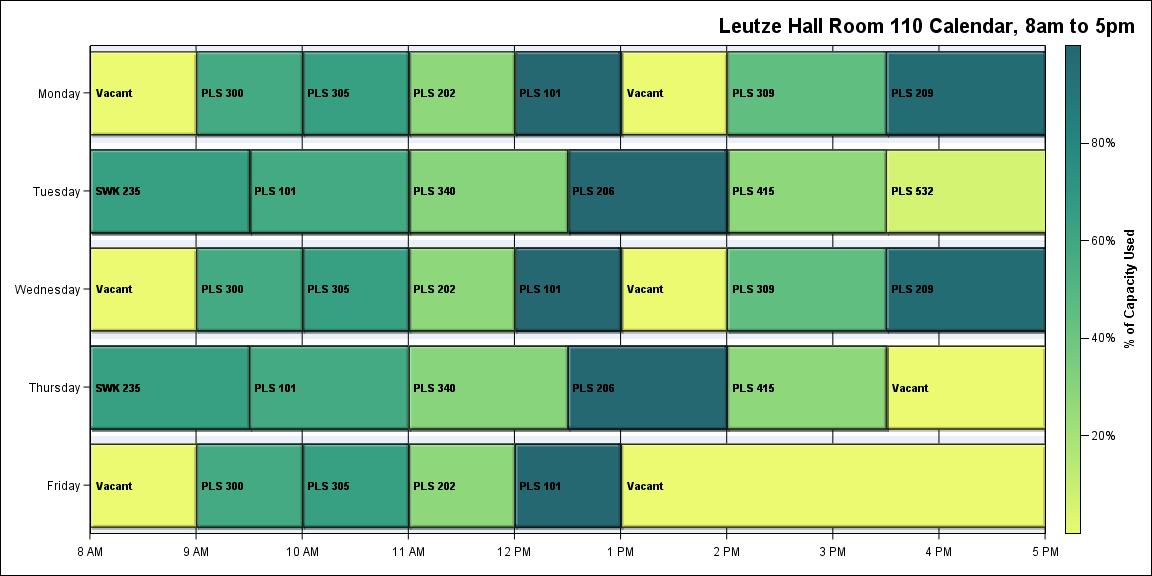 Leutze Hall Room 110 Calendar, 8am to 5pm
Monday
Vacant
PLS 300
PLS 305
PLS 202
PLS 101
Vacant
PLS 309
PLS 209
Tuesday
SWK 235
PLS 101
PLS 340
PLS 206
PLS 415
PLS 532
Wednesday
Vacant
PLS 300
PLS 305
PLS 202
PLS 101
Vacant
PLS 309
PLS 209
Thursday
SWK 235
PLS 101
PLS 340
PLS 206
PLS 415
Vacant
Friday
Vacant
PLS 300
PLS 305
PLS 202
PLS 101
Vacant
8 AM
9 AM
10 AM
11 AM
12 PM
1 PM
2 PM
3 PM
4 PM
5 PM
80%
60%
40%
20%
% of Capacity Used